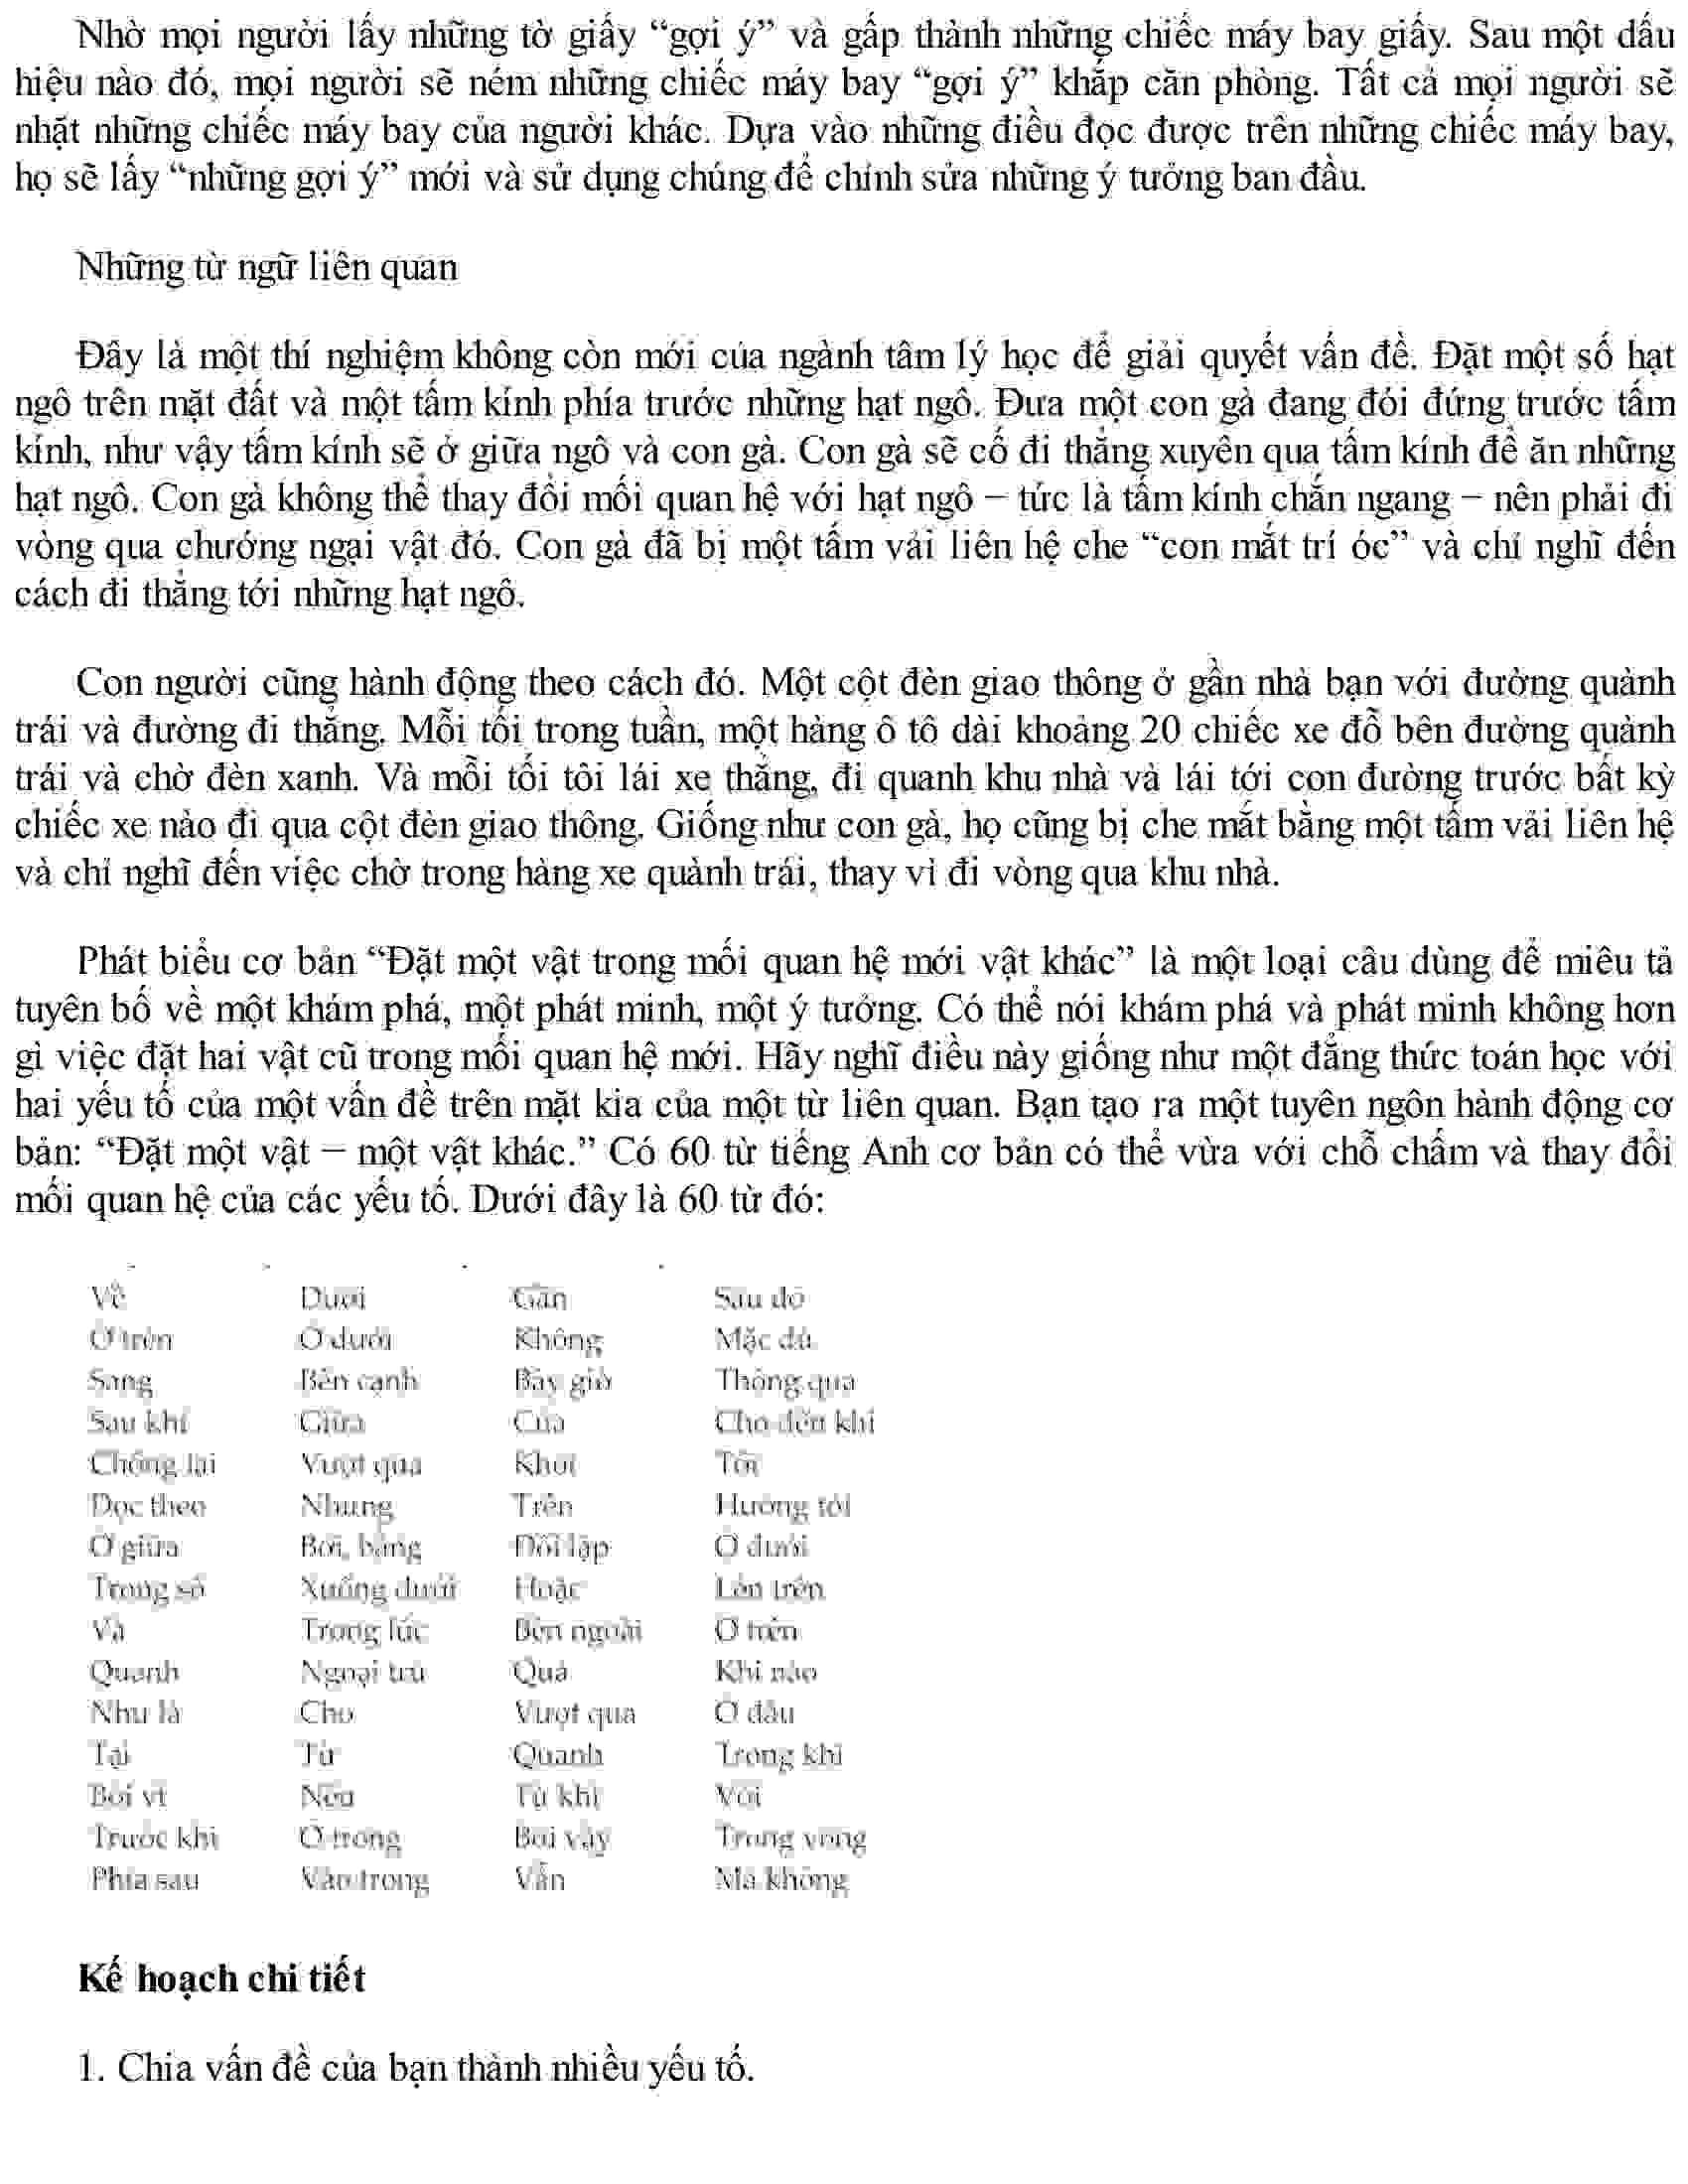 Nhờ mọi người lấy những tờ giấy “gợi ý” và gấp thành những chiếc máy bay giấy. Sau một dấu
hiệu nào đó, mọi người sẽ ném những chiếc máy bay “gợi ý” khắp căn phòng. Tất cả mọi người sẽ
nhặt những chiếc máy bay của người khác. Dựa vào những điều đọc được trên những chiếc máy bay,
họ sẽ lấy “những gợi ý” mới và sử dụng chúng để chỉnh sửa những ý tưởng ban đầu.
Những từ ngữ liên quan
Đây là một thí nghiệm không còn mới của ngành tâm lý học để giải quyết vấn đề. Đặt một số hạt
ngô trên mặt đất và một tấm kính phía trước những hạt ngô. Đưa một con gà đang đói đứng trước tấm
kính, như vậy tấm kính sẽ ở giữa ngô và con gà. Con gà sẽ cố đi thẳng xuyên qua tấm kính để ăn những
hạt ngô. Con gà không thể thay đổi mối quan hệ với hạt ngô – tức là tấm kính chắn ngang – nên phải đi
vòng qua chướng ngại vật đó. Con gà đã bị một tấm vải liên hệ che “con mắt trí óc” và chỉ nghĩ đến
cách đi thẳng tới những hạt ngô.
Con người cũng hành động theo cách đó. Một cột đèn giao thông ở gần nhà bạn với đường quành
trái và đường đi thẳng. Mỗi tối trong tuần, một hàng ô tô dài khoảng 20 chiếc xe đỗ bên đường quành
trái và chờ đèn xanh. Và mỗi tối tôi lái xe thẳng, đi quanh khu nhà và lái tới con đường trước bất kỳ
chiếc xe nào đi qua cột đèn giao thông. Giống như con gà, họ cũng bị che mắt bằng một tấm vải liên hệ
và chỉ nghĩ đến việc chờ trong hàng xe quành trái, thay vì đi vòng qua khu nhà.
Phát biểu cơ bản “Đặt một vật trong mối quan hệ mới vật khác” là một loại câu dùng để miêu tả
tuyên bố về một khám phá, một phát minh, một ý tưởng. Có thể nói khám phá và phát minh không hơn
gì việc đặt hai vật cũ trong mối quan hệ mới. Hãy nghĩ điều này giống như một đẳng thức toán học với
hai yếu tố của một vấn đề trên mặt kia của một từ liên quan. Bạn tạo ra một tuyên ngôn hành động cơ
bản: “Đặt một vật – một vật khác.” Có 60 từ tiếng Anh cơ bản có thể vừa với chỗ chấm và thay đổi
mối quan hệ của các yếu tố. Dưới đây là 60 từ đó:
Về Dưới Gần Sau đó
Ở trên Ở dưới Không Mặc dù
Sang Bên cạnh Bây giờ Thông qua
Sau khi Giữa Của Cho đến khi
Chống lại Vượt qua Khỏi Tới
Dọc theo Nhưng Trên Hướng tới
Ở giữa Bởi, bằng Đối lập Ở dưới
Trong số Xuống dưới Hoặc Lên trên
Và Trong lúc Bên ngoài Ở trên
Quanh Ngoại trừ Quá Khi nào
Như là Cho Vượt qua Ở đâu
Tại Từ Quanh Trong khi
Bởi vì Nếu Từ khi Với
Trước khi Ở trong Bởi vậy Trong vòng
Phía sau Vào trong Vẫn Mà không
Kế hoạch chi tiết
1. Chia vấn đề của bạn thành nhiều yếu tố.